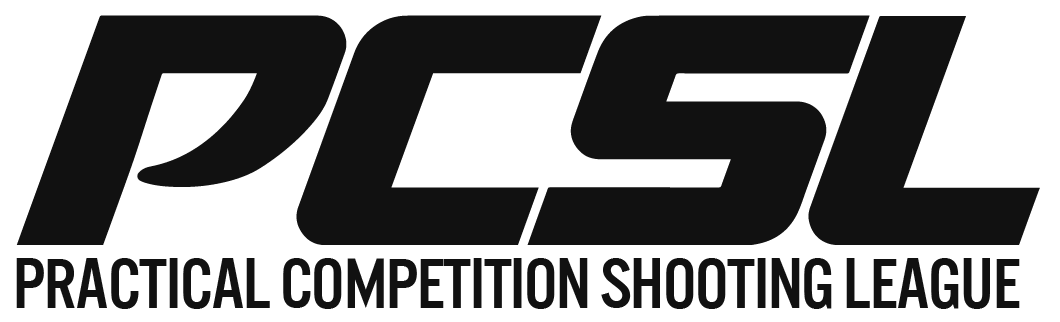 PCSL
PRACTICAL COMPETITION SHOOTING LEAGUE